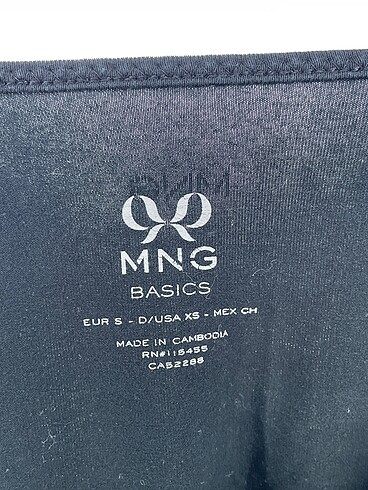 MNG
BASICS
EUR S - D/USA XS - MEX CH
MADE IN CAMBODIA
RN#115455
CA52288